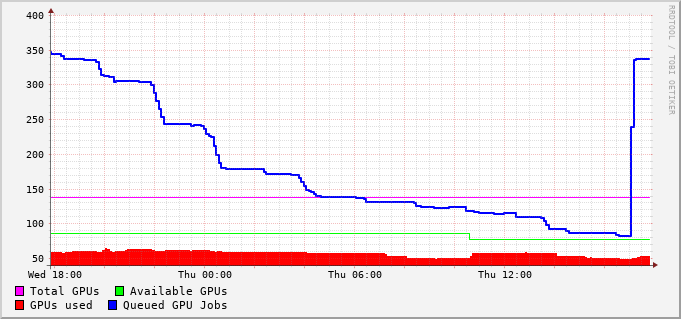 400
350
300
250
200
150
100
50
Wed 18:00 Thu 00:00 Thu 06:00 Thu 12:00
Total GPUs Available GPUs
GPUs used Queued GPU Jobs
RRDTOOL / TOBI OETIKER